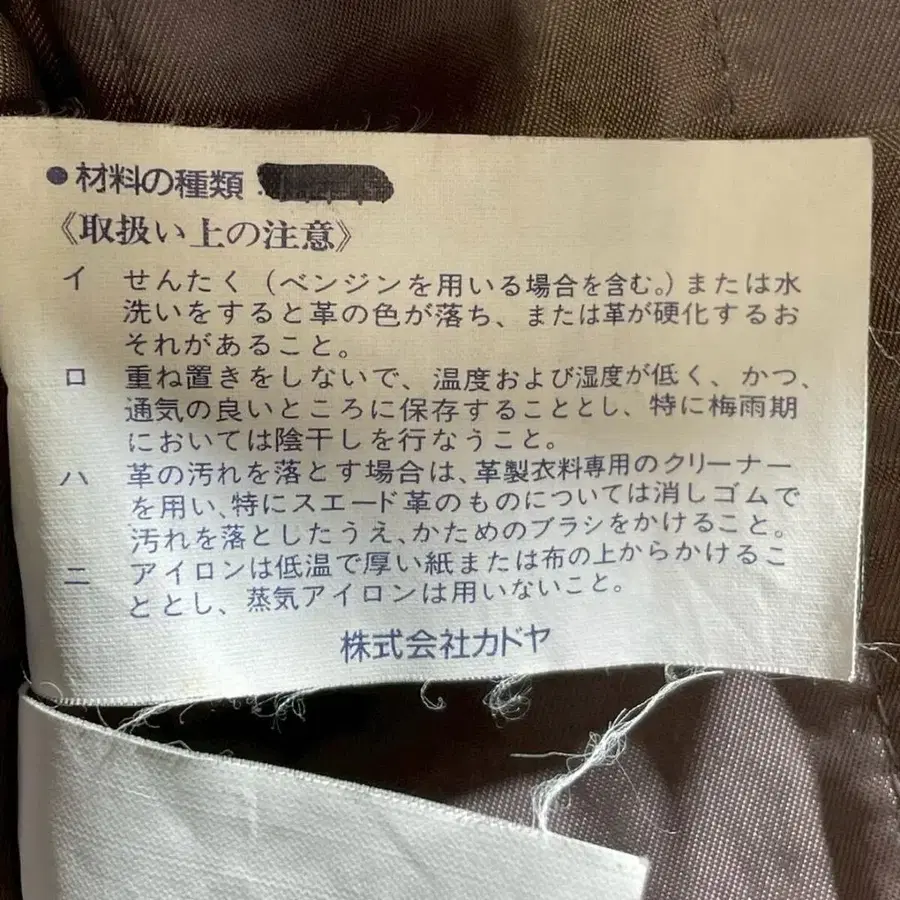 ●材料の種類
《取扱い上の注意》
イ せんたく（ベンジンを用いる場合を含む。）または水
洗いをすると革の色が落ち、または革が硬化するお
それがあること。
ロ 重ね置きをしないで、温度および湿度が低く、かつ、
通気の良いところに保存することとし、特に梅雨期
においては陰干しを行なうこと。
ハ 革の汚れを落とす場合は、革製衣料専用のクリーナー
を用い、特にスエード革のものについては消しゴムで
汚れを落としたうえ、かためのブラシをかけること。
ニ アイロンは低温で厚い紙または布の上からかけるこ
ととし、蒸気アイロンは用いないこと。
株式会社カドヤ